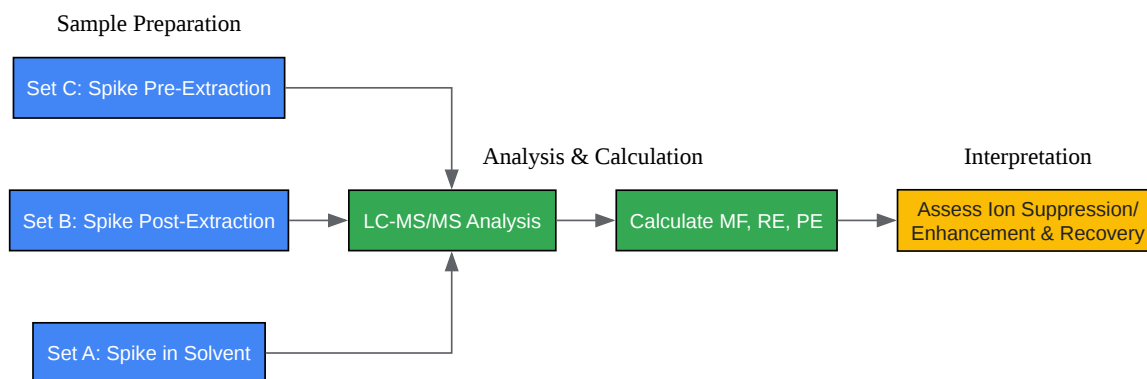 Sample Preparation
Set C: Spike Pre-Extraction
Analysis & Calculation
Interpretation
Set B: Spike Post-Extraction
LC-MS/MS Analysis
Calculate MF, RE, PE
Assess Ion Suppression/
Enhancement & Recovery
Set A: Spike in Solvent